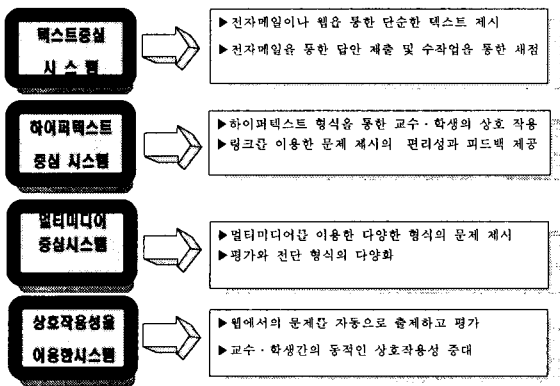 텍스트중심
시 스 템
▶전자메일이나 웹을 통한 단순한 텍스트 제시
▶전자메일을 통한 답안 제출 및 수작업을 통한 채점
하이퍼텍스트
중심 시스템
▶하이퍼텍스트 형식을 통한 교수·학생의 상호 작용
▶링크를 이용한 문제 제시의 편리성과 피드백 제공
멀티미디어
중심시스템
▶멀티미디어를 이용한 다양한 형식의 문제 제시
▶평가와 진단 형식의 다양화
상호작용성을
이용한시스템
▶웹에서의 문제를 자동으로 출제하고 평가
▶교수·학생간의 동적인 상호작용성 증대